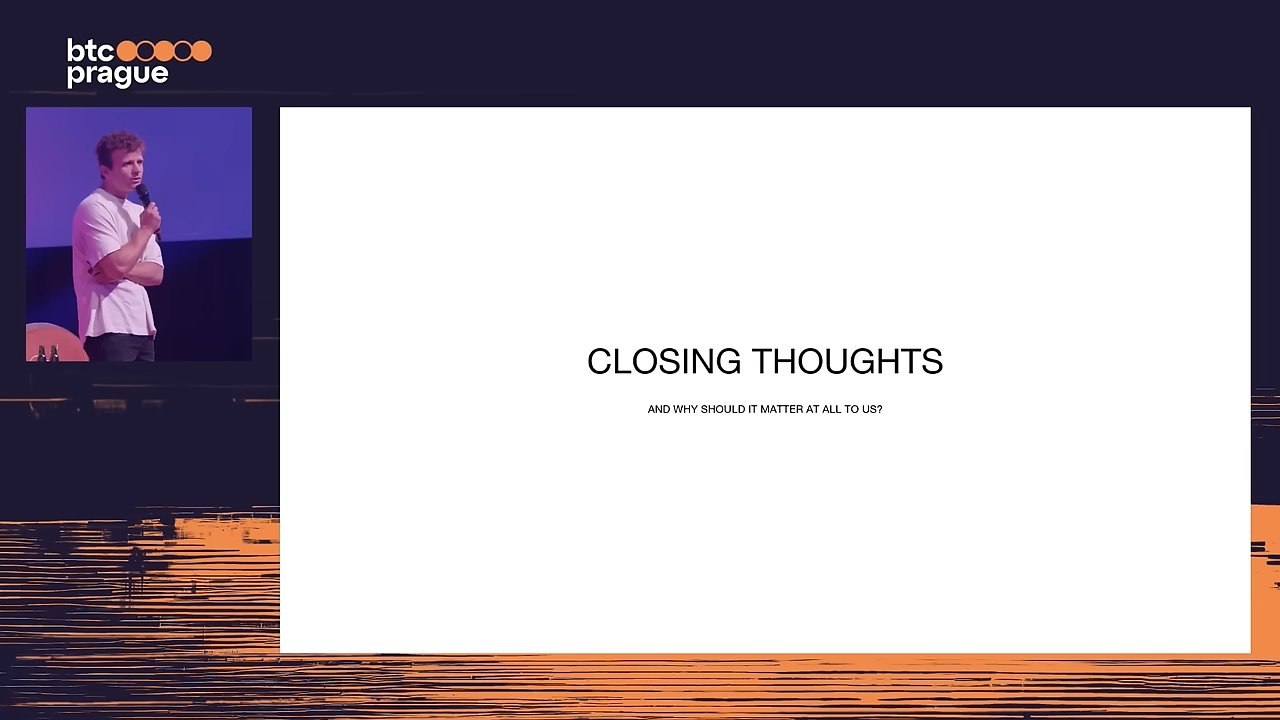 btc
prague
CLOSING THOUGHTS
AND WHY SHOULD IT MATTER AT ALL TO US?